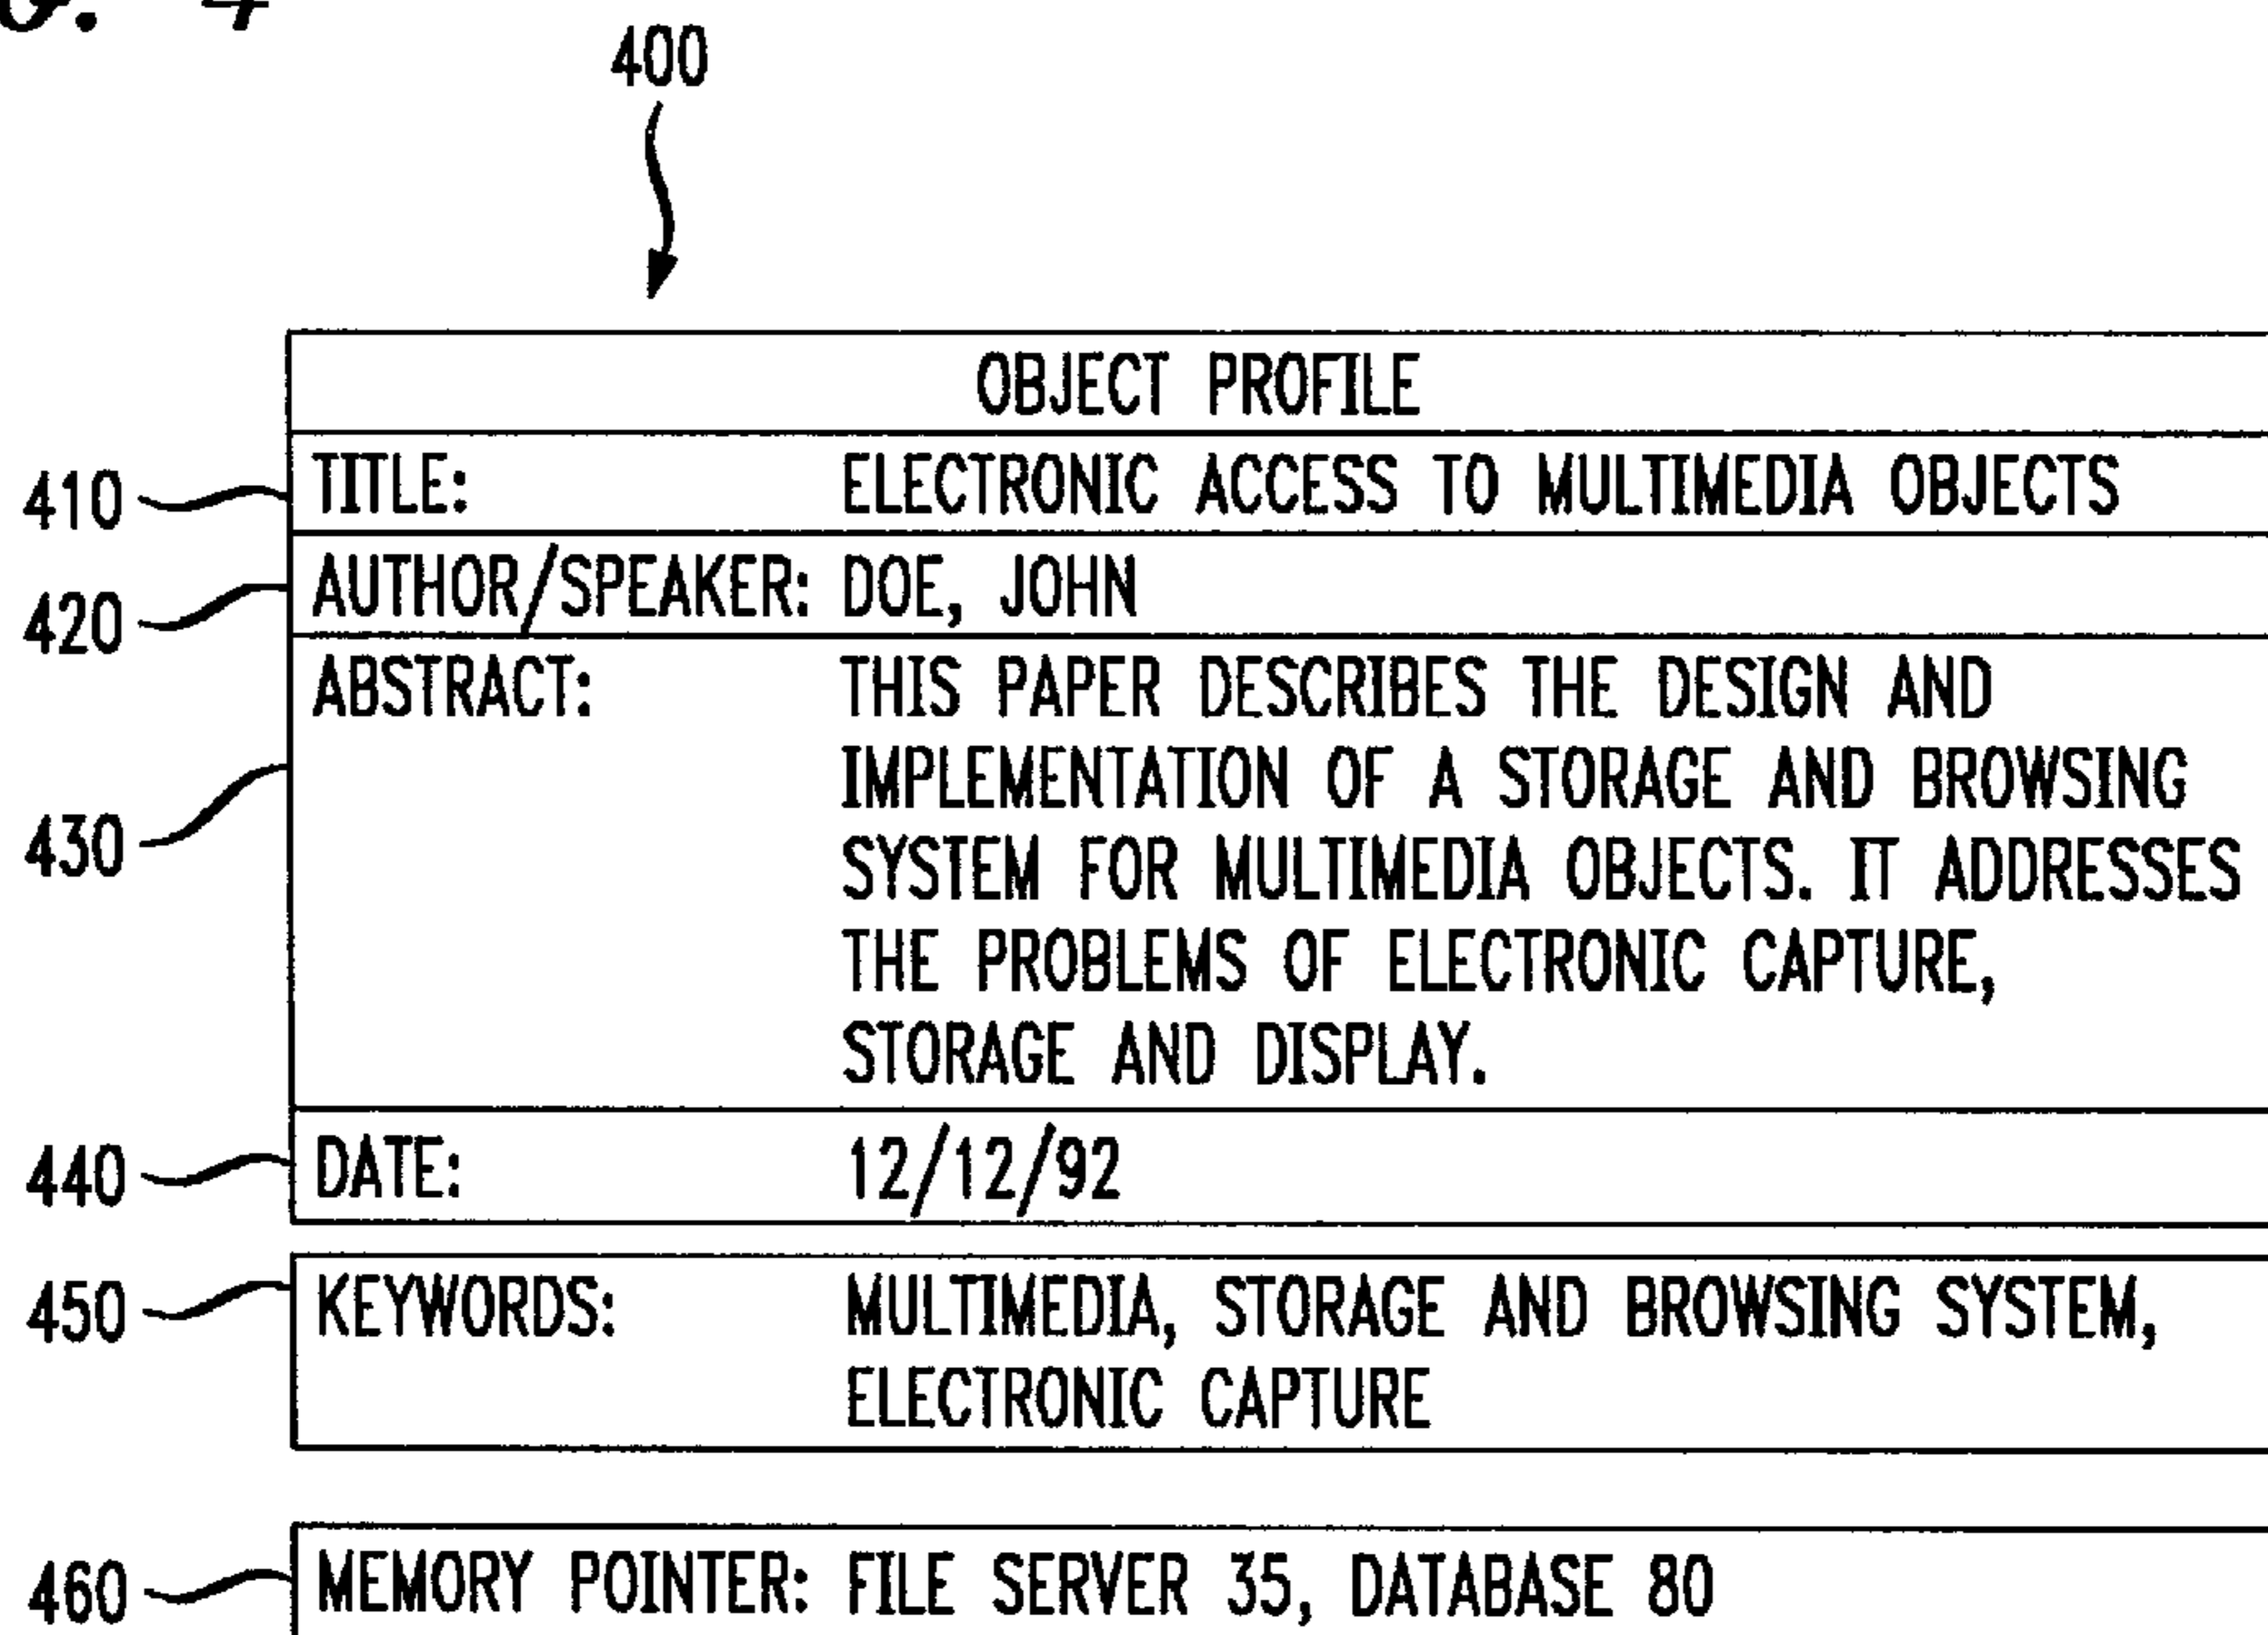 G. 4
400
OBJECT PROFILE
410 TITLE: ELECTRONIC ACCESS TO MULTIMEDIA OBJECTS
420 AUTHOR/SPEAKER: DOE, JOHN
430 ABSTRACT: THIS PAPER DESCRIBES THE DESIGN AND
IMPLEMENTATION OF A STORAGE AND BROWSING
SYSTEM FOR MULTIMEDIA OBJECTS. IT ADDRESSES
THE PROBLEMS OF ELECTRONIC CAPTURE,
STORAGE AND DISPLAY.
440 DATE: 12/12/92
450 KEYWORDS: MULTIMEDIA, STORAGE AND BROWSING SYSTEM,
ELECTRONIC CAPTURE
460 MEMORY POINTER: FILE SERVER 35, DATABASE 80